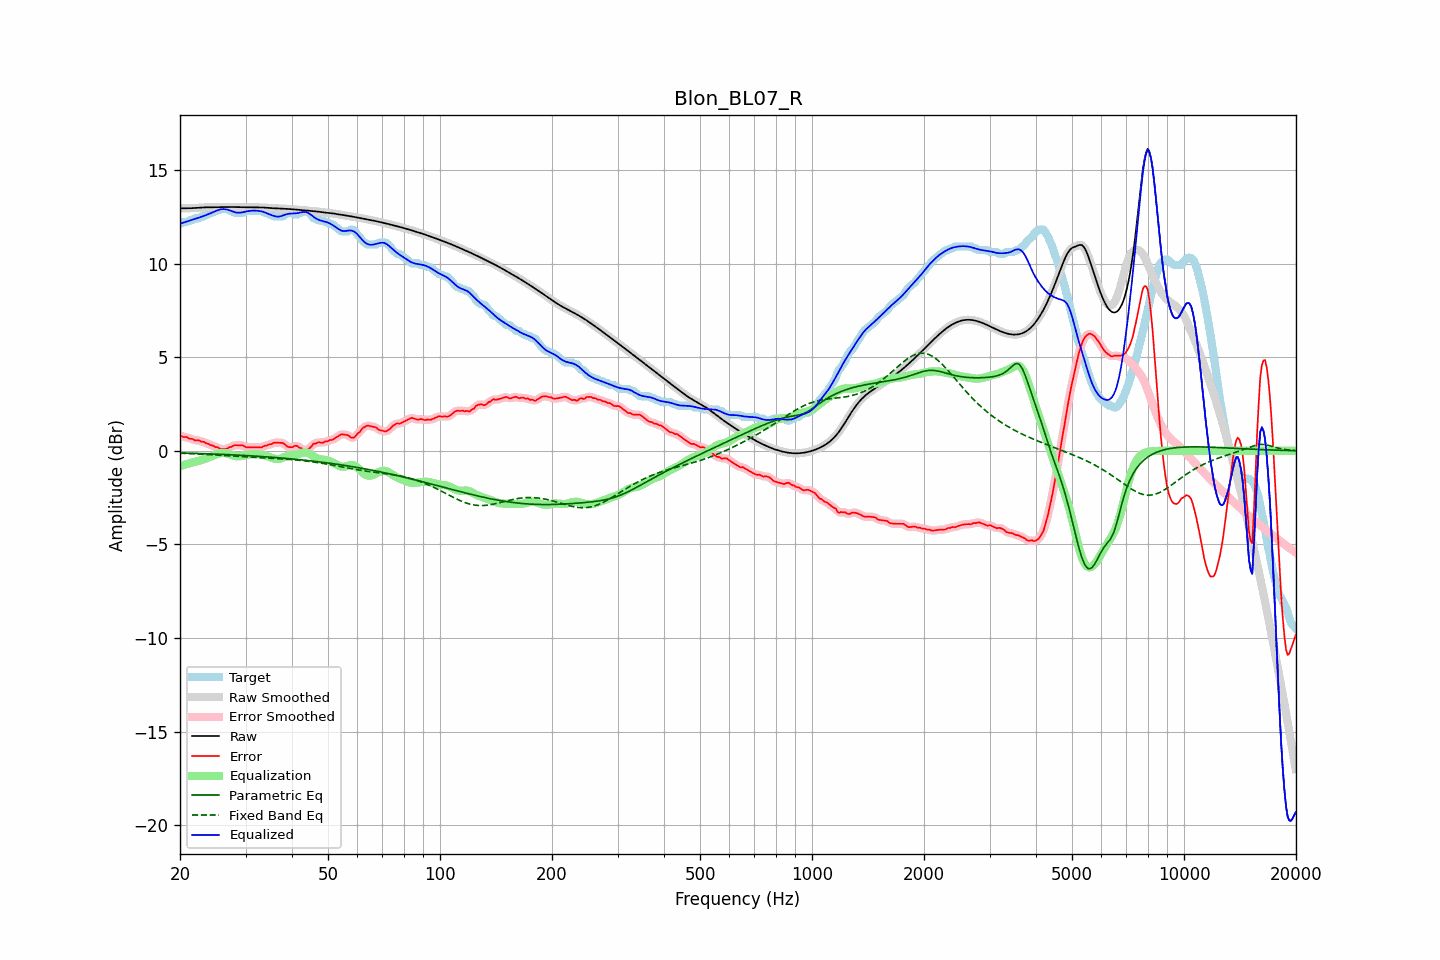 Blon_BL07_R
Amplitude (dBr)
15
10
5
0
−5
−10
−15
−20
Target
Raw Smoothed
Error Smoothed
Raw
Error
Equalization
Parametric Eq
Fixed Band Eq
Equalized
20 50 100 200 500 1000 2000 5000 10000 20000
Frequency (Hz)